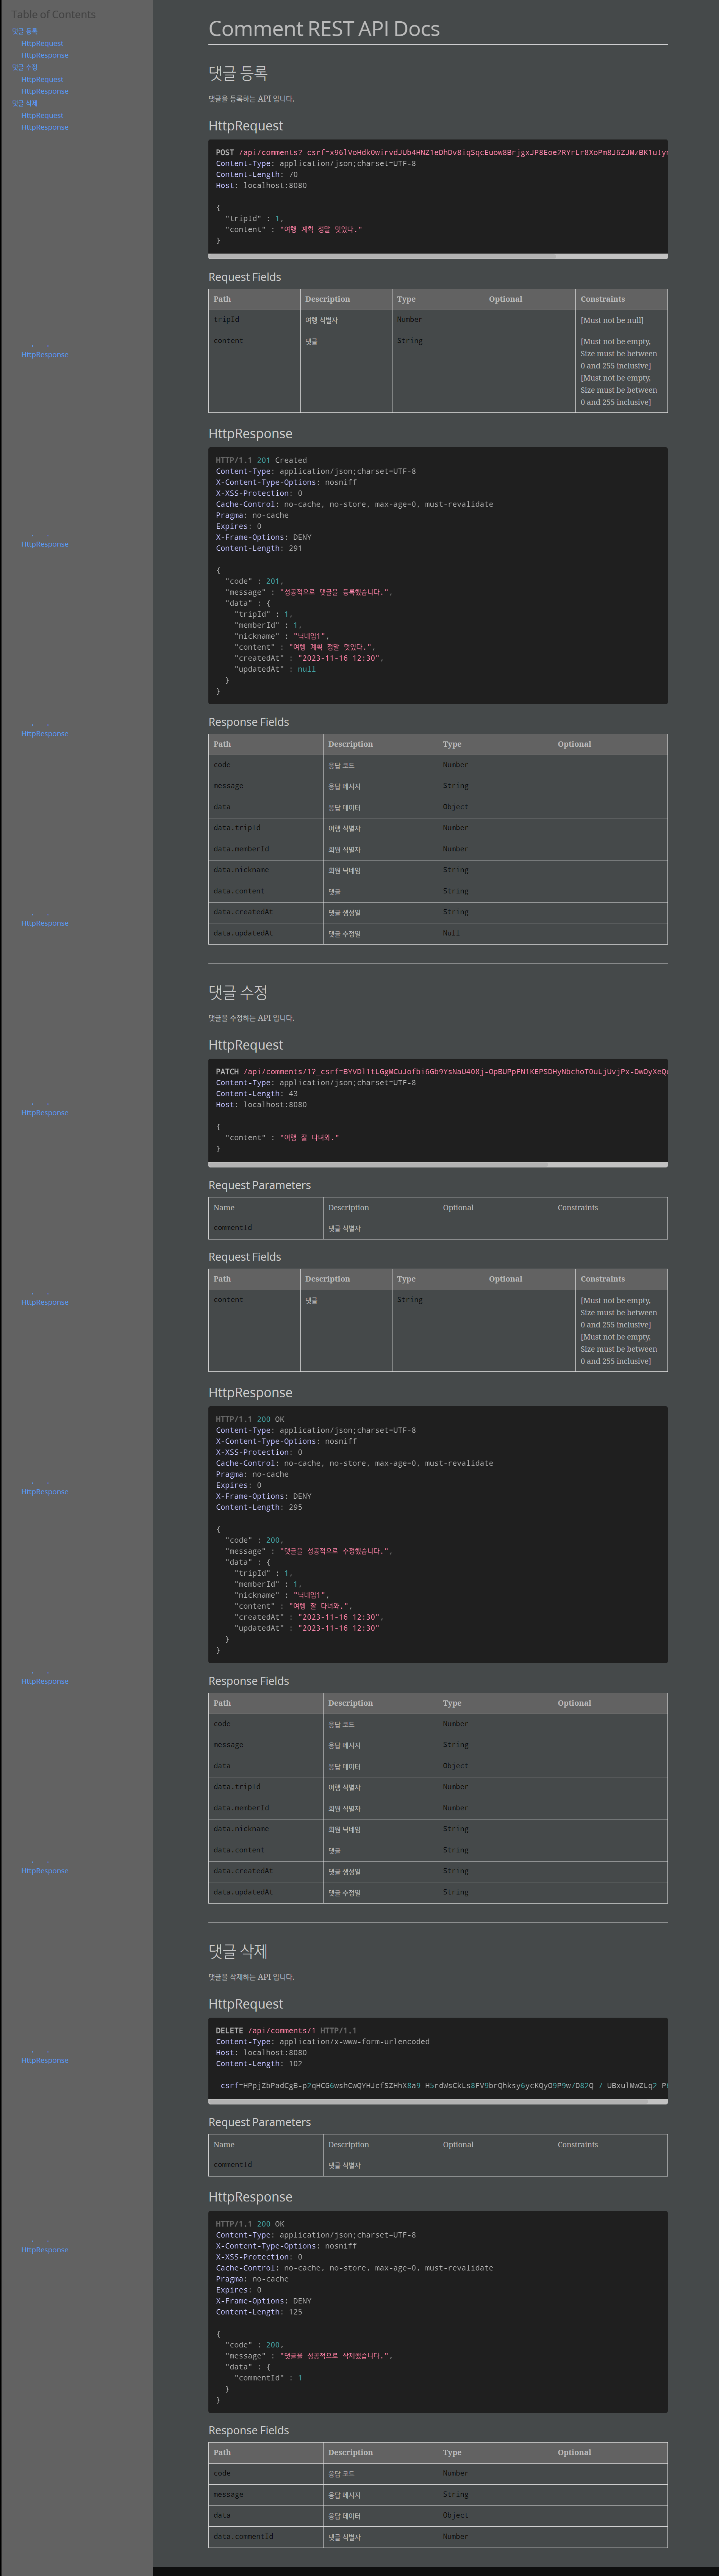 Table of Contents
댓글 등록
HttpRequest
HttpResponse
댓글 수정
HttpRequest
HttpResponse
댓글 삭제
HttpRequest
HttpResponse
HttpResponse
HttpResponse
HttpResponse
HttpResponse
HttpResponse
HttpResponse
HttpResponse
HttpResponse
HttpResponse
HttpResponse
HttpResponse
Comment REST API Docs
댓글 등록
댓글을 등록하는 API 입니다.
HttpRequest
POST
Content-Type: application/json;charset=UTF-8
Content-Length: 70
Host: localhost:8080
{
"tripId" : 1,
"content" : "여행 계획 정말 멋있다."
}
Request Fields
Path Description Type Optional Constraints
tripId 여행 식별자 Number [Must not be null]
content 댓글 String [Must not be empty,
Size must be between
0 and 255 inclusive]
[Must not be empty,
Size must be between
0 and 255 inclusive]
HttpResponse
HTTP/1.1 201 Created
Content-Type: application/json;charset=UTF-8
X-Content-Type-Options: nosniff
X-XSS-Protection: 0
Cache-Control: no-cache, no-store, max-age=0, must-revalidate
Pragma: no-cache
Expires: 0
X-Frame-Options: DENY
Content-Length: 291
{
"code" : 201,
"message" : "성공적으로 댓글을 등록했습니다.",
"data" : {
"tripId" : 1,
"memberId" : 1,
"nickname" : "닉네임1",
"content" : "여행 계획 정말 멋있다.",
"createdAt" : "2023-11-16 12:30",
"updatedAt" : null
}
}
Response Fields
Path Description Type Optional
code 응답 코드 Number
message 응답 메시지 String
data 응답 데이터 Object
data.tripId 여행 식별자 Number
data.memberId 회원 식별자 Number
data.nickname 회원 닉네임 String
data.content 댓글 String
data.createdAt 댓글 생성일 String
data.updatedAt 댓글 수정일 Null
댓글 수정
댓글을 수정하는 API 입니다.
HttpRequest
PATCH
Content-Type: application/json;charset=UTF-8
Content-Length: 43
Host: localhost:8080
{
"content" : "여행 잘 다녀와."
}
Request Parameters
Name Description Optional Constraints
commentId 댓글 식별자
Request Fields
Path Description Type Optional Constraints
content 댓글 String [Must not be empty,
Size must be between
0 and 255 inclusive]
[Must not be empty,
Size must be between
0 and 255 inclusive]
HttpResponse
HTTP/1.1 200 OK
Content-Type: application/json;charset=UTF-8
X-Content-Type-Options: nosniff
X-XSS-Protection: 0
Cache-Control: no-cache, no-store, max-age=0, must-revalidate
Pragma: no-cache
Expires: 0
X-Frame-Options: DENY
Content-Length: 295
{
"code" : 200,
"message" : "댓글을 성공적으로 수정했습니다.",
"data" : {
"tripId" : 1,
"memberId" : 1,
"nickname" : "닉네임1",
"content" : "여행 잘 다녀와.",
"createdAt" : "2023-11-16 12:30",
"updatedAt" : "2023-11-16 12:30"
}
}
Response Fields
Path Description Type Optional
code 응답 코드 Number
message 응답 메시지 String
data 응답 데이터 Object
data.tripId 여행 식별자 Number
data.memberId 회원 식별자 Number
data.nickname 회원 닉네임 String
data.content 댓글 String
data.createdAt 댓글 생성일 String
data.updatedAt 댓글 수정일 String
댓글 삭제
댓글을 삭제하는 API 입니다.
HttpRequest
DELETE /api/comments/1 HTTP/1.1
Content-Type: application/x-www-form-urlencoded
Host: localhost:8080
Content-Length: 102
Request Parameters
Name Description Optional Constraints
commentId 댓글 식별자
HttpResponse
HTTP/1.1 200 OK
Content-Type: application/json;charset=UTF-8
X-Content-Type-Options: nosniff
X-XSS-Protection: 0
Cache-Control: no-cache, no-store, max-age=0, must-revalidate
Pragma: no-cache
Expires: 0
X-Frame-Options: DENY
Content-Length: 125
{
"code" : 200,
"message" : "댓글을 성공적으로 삭제했습니다.",
"data" : {
"commentId" : 1
}
}
Response Fields
Path Description Type Optional
code 응답 코드 Number
message 응답 메시지 String
data 응답 데이터 Object
data.commentId 댓글 식별자 Number